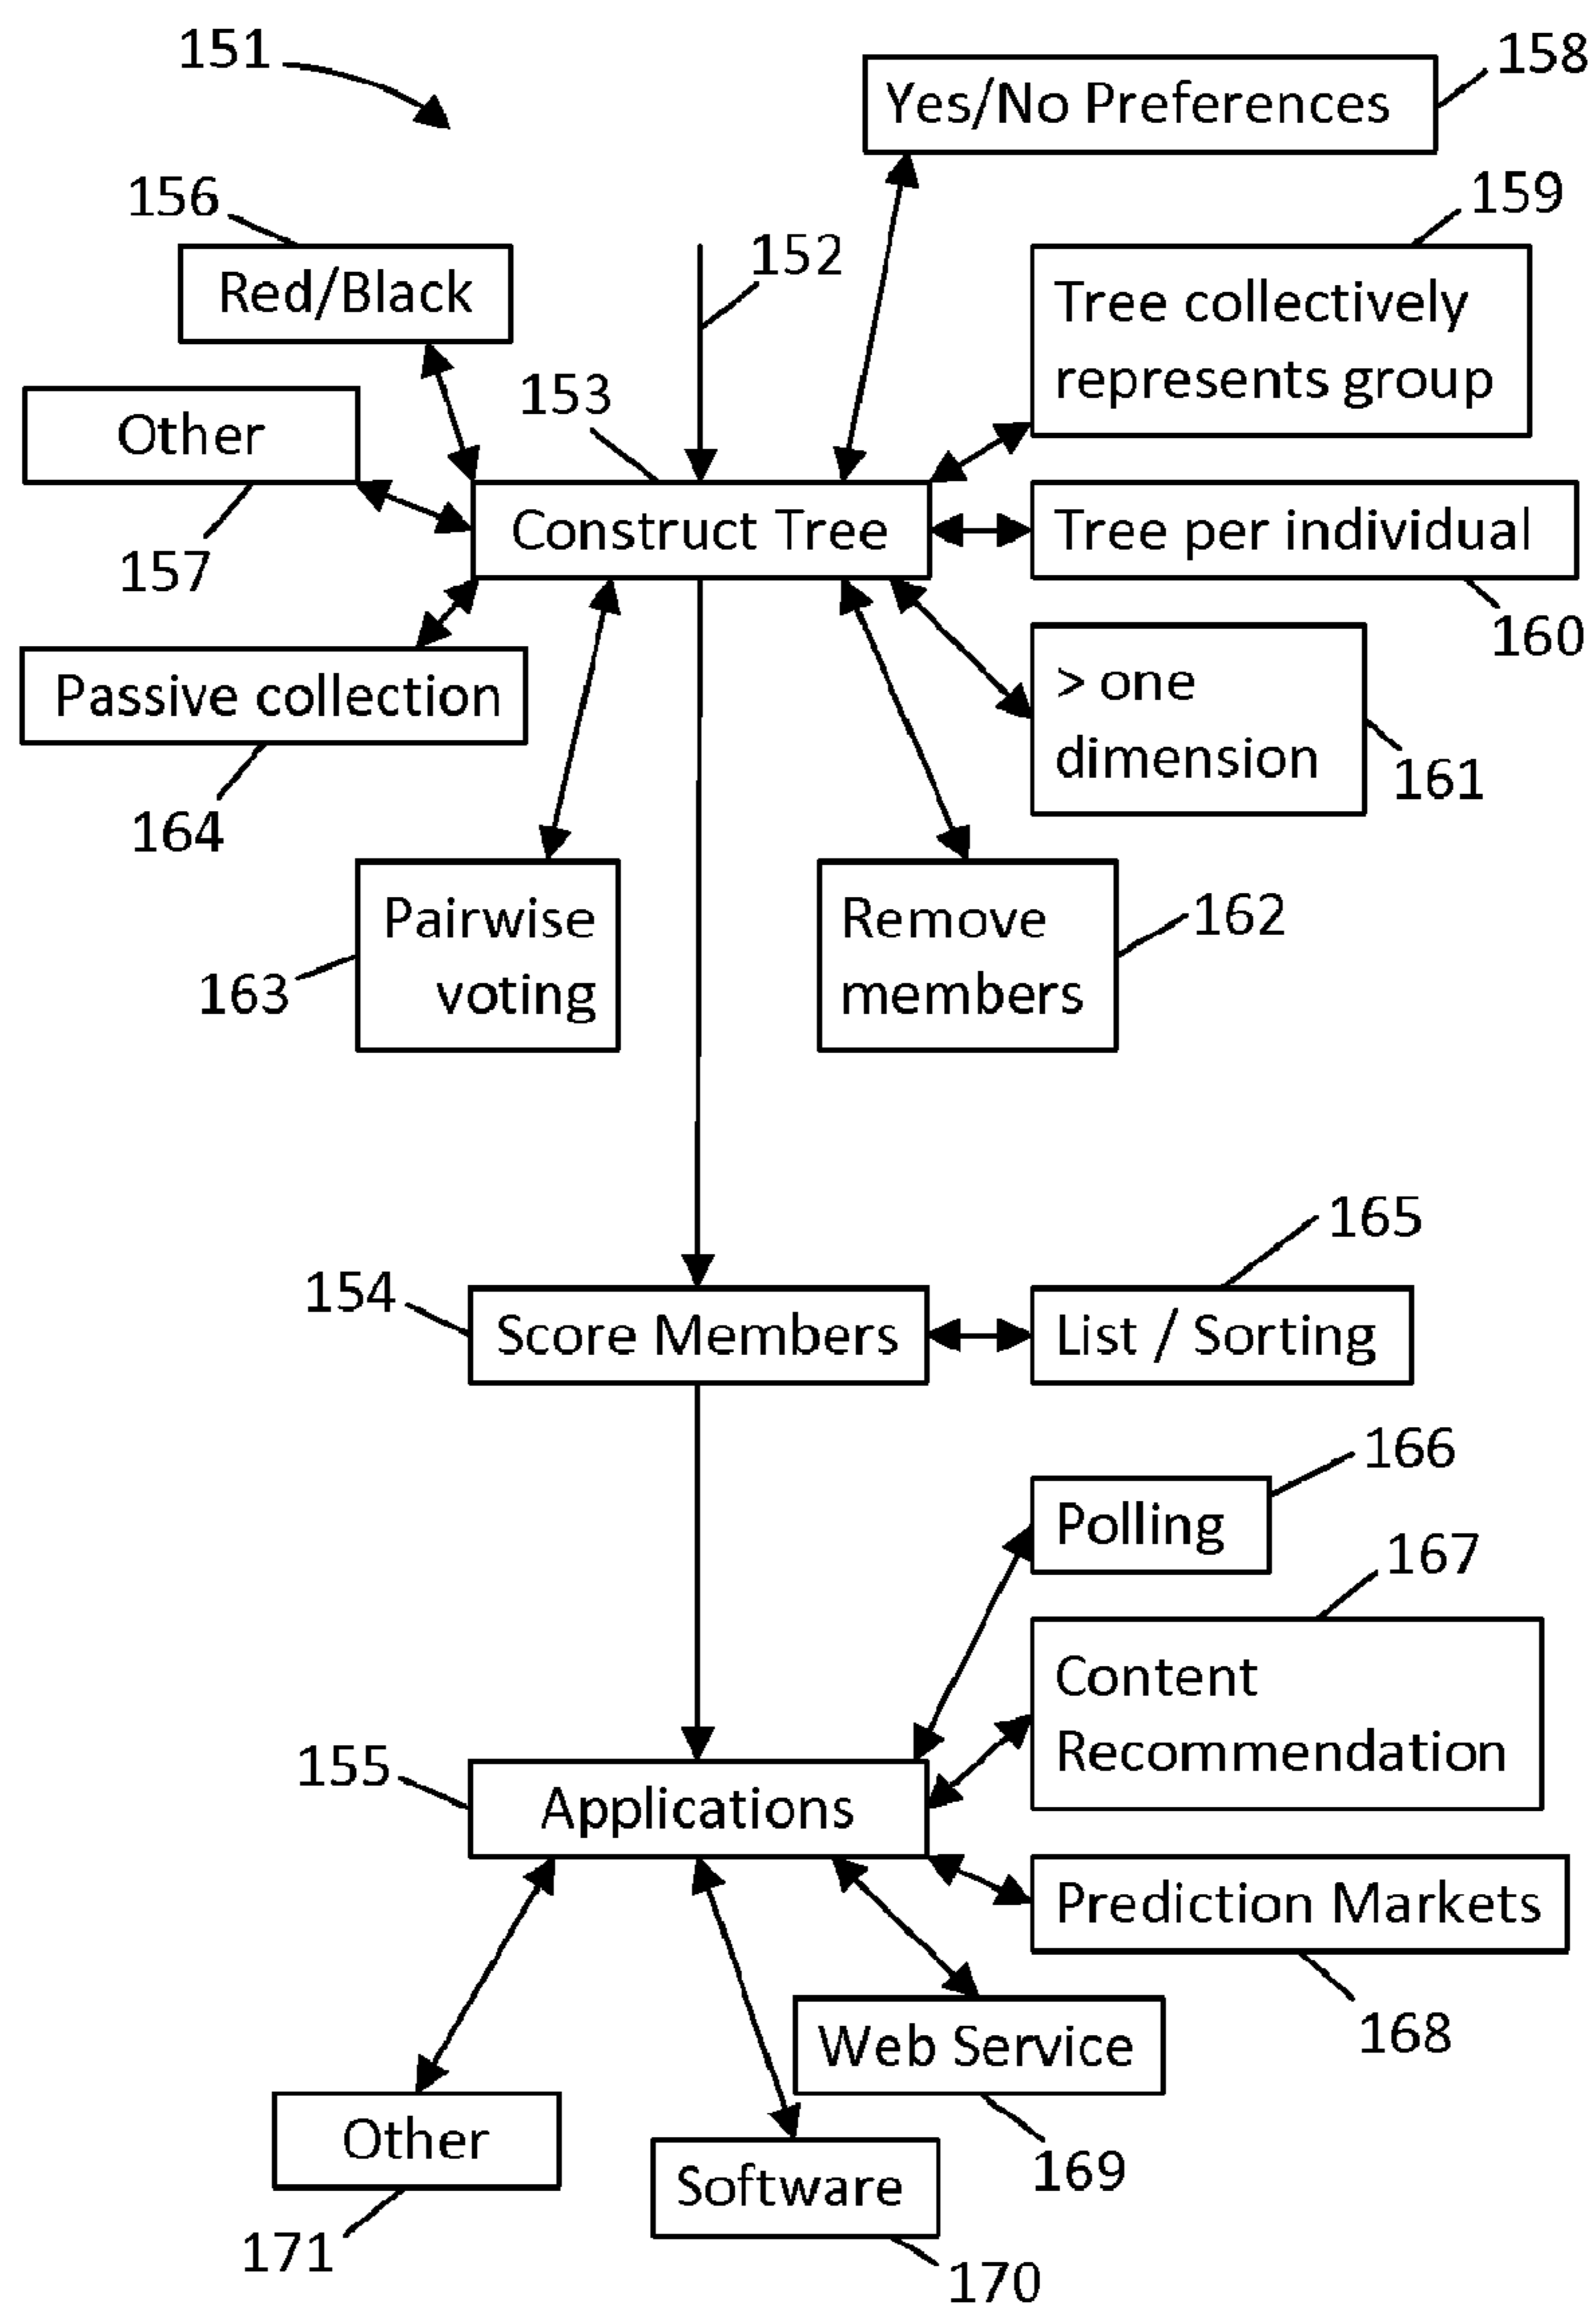 151
158
Yes/No Preferences
156
159
Red/Black
152
Tree collectively
represents group
153
Other
Construct Tree
Tree per individual
157
160
Passive collection
> one
dimension
161
164
Pairwise
voting
163
Remove
members
162
165
154
Score Members
List / Sorting
166
Polling
167
Content
Recommendation
155
Applications
Prediction Markets
168
Web Service
169
Other
171
Software
170